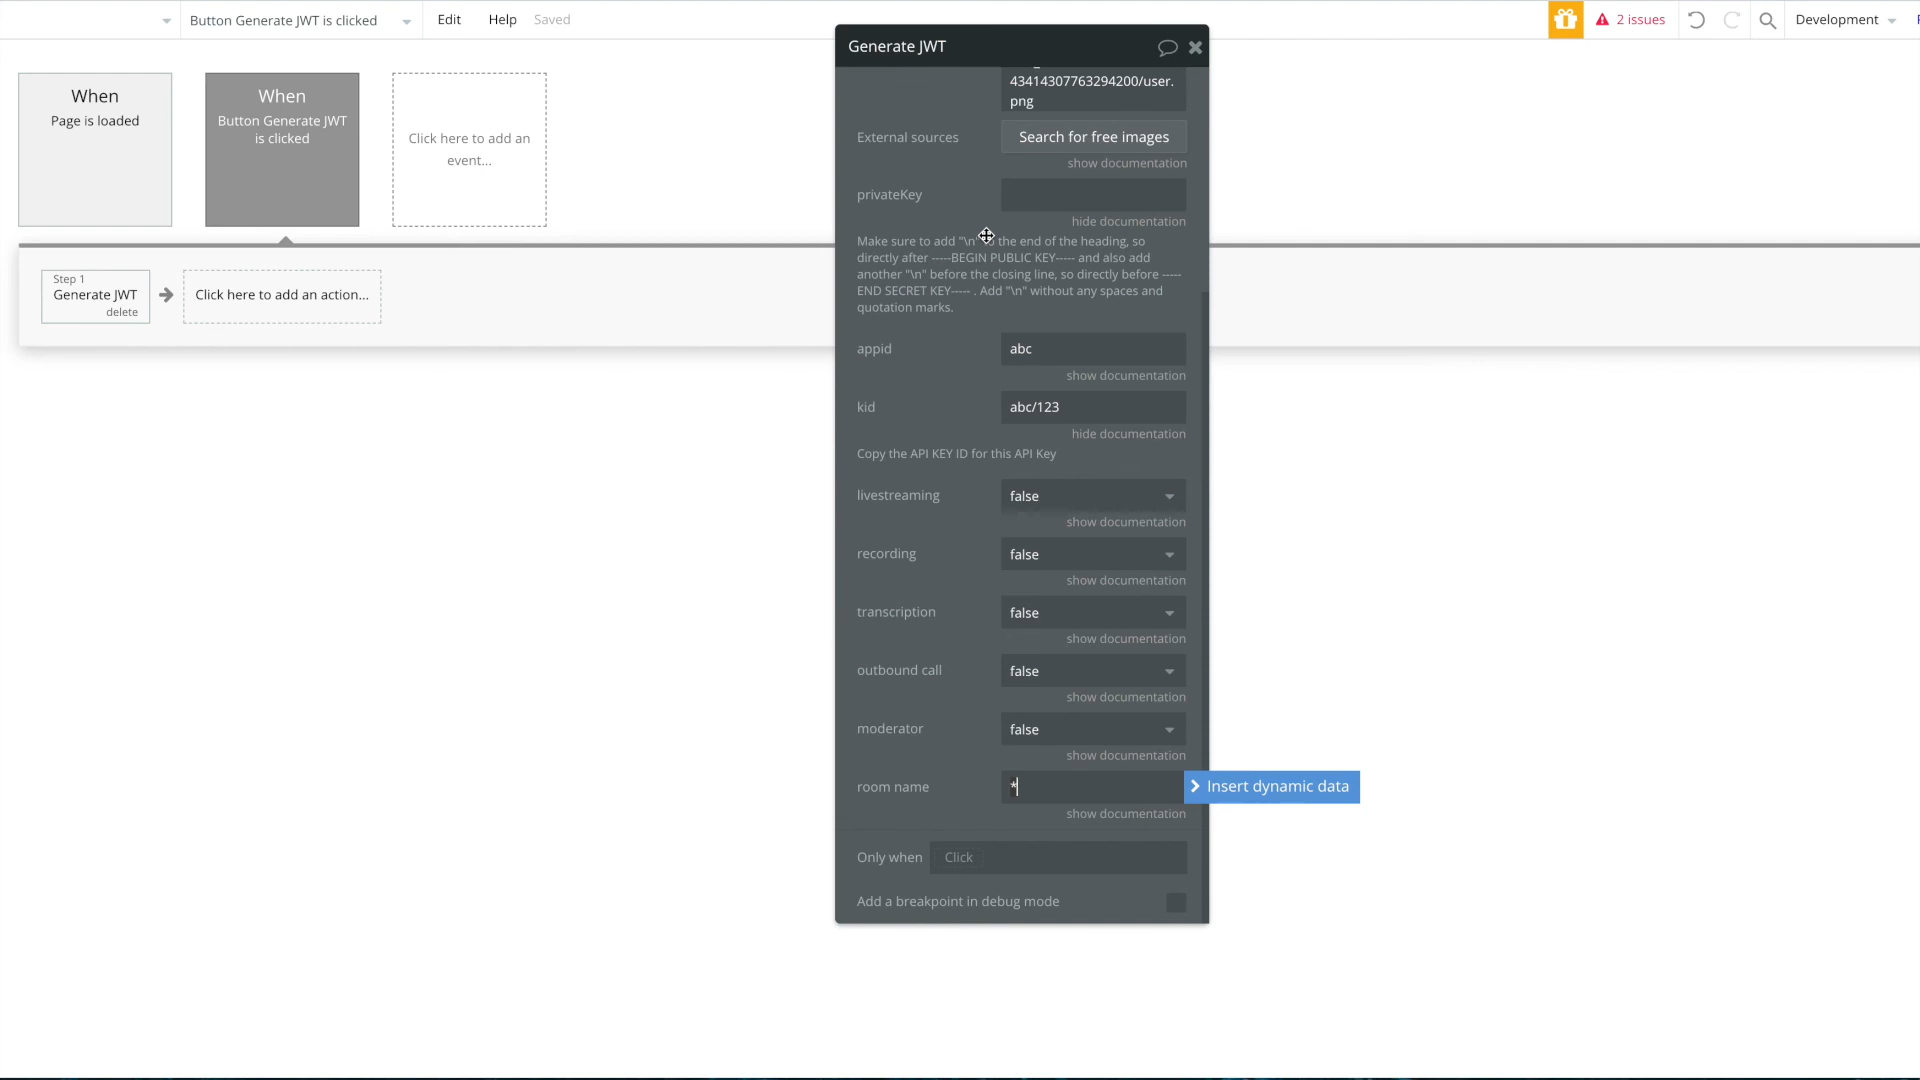 Button Generate JWT is clicked
Edit
Help
Saved
2 issues
Development
When
Page is loaded
When
Button Generate JWT
is clicked
Click here to add an
event...
Step 1
Generate JWT
delete
Click here to add an action...
Generate JWT
43414307763294200/user.
png
External sources
Search for free images
show documentation
privateKey
hide documentation
Make sure to add "\n" to the end of the heading, so
directly after -----BEGIN PUBLIC KEY----- and also add
another "\n" before the closing line, so directly before -----
END SECRET KEY----- . Add "\n" without any spaces and
quotation marks.
appid
abc
show documentation
kid
abc/123
hide documentation
Copy the API KEY ID for this API Key
livestreaming
false
show documentation
recording
false
show documentation
transcription
false
show documentation
outbound call
false
show documentation
moderator
false
show documentation
room name
*
Insert dynamic data
show documentation
Only when
Click
Add a breakpoint in debug mode